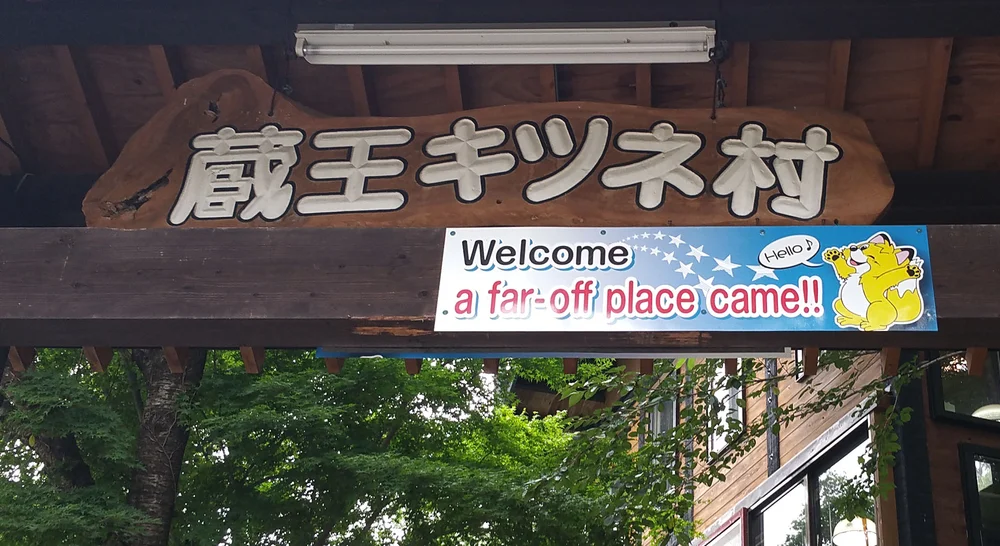 蔵王キツネ村
Welcome
Hello♪
a far-off place came!!